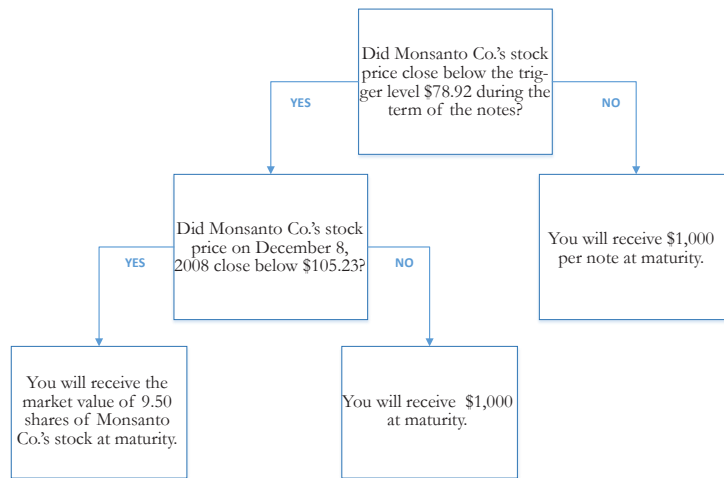 Did Monsanto Co.'s stock
price close below the trig-
ger level $78.92 during the
term of the notes?
YES
NO
Did Monsanto Co.'s stock
price on December 8,
2008 close below $105.23?
You will receive $1,000
per note at maturity.
YES
NO
You will receive the
market value of 9.50
shares of Monsanto
Co.'s stock at maturity.
You will receive $1,000
at maturity.